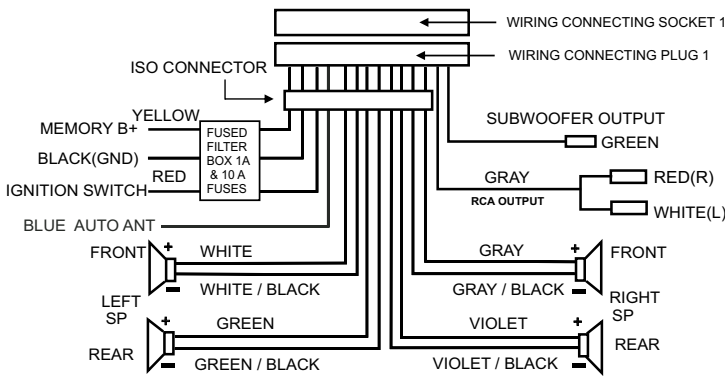 WIRING CONNECTING SOCKET 1
WIRING CONNECTING PLUG 1
ISO CONNECTOR
YELLOW
MEMORY B+
BLACK(GND)
RED
IGNITION SWITCH
FUSED
FILTER
BOX 1A
& 10 A
FUSES
BLUE AUTO ANT
SUBWOOFER OUTPUT
GREEN
GRAY
RCA OUTPUT
RED(R)
WHITE(L)
FRONT
+
WHITE
WHITE / BLACK
LEFT
SP
+
REAR
GREEN
GREEN / BLACK
GRAY
GRAY / BLACK
+
FRONT
RIGHT
SP
VIOLET
VIOLET / BLACK
+
REAR